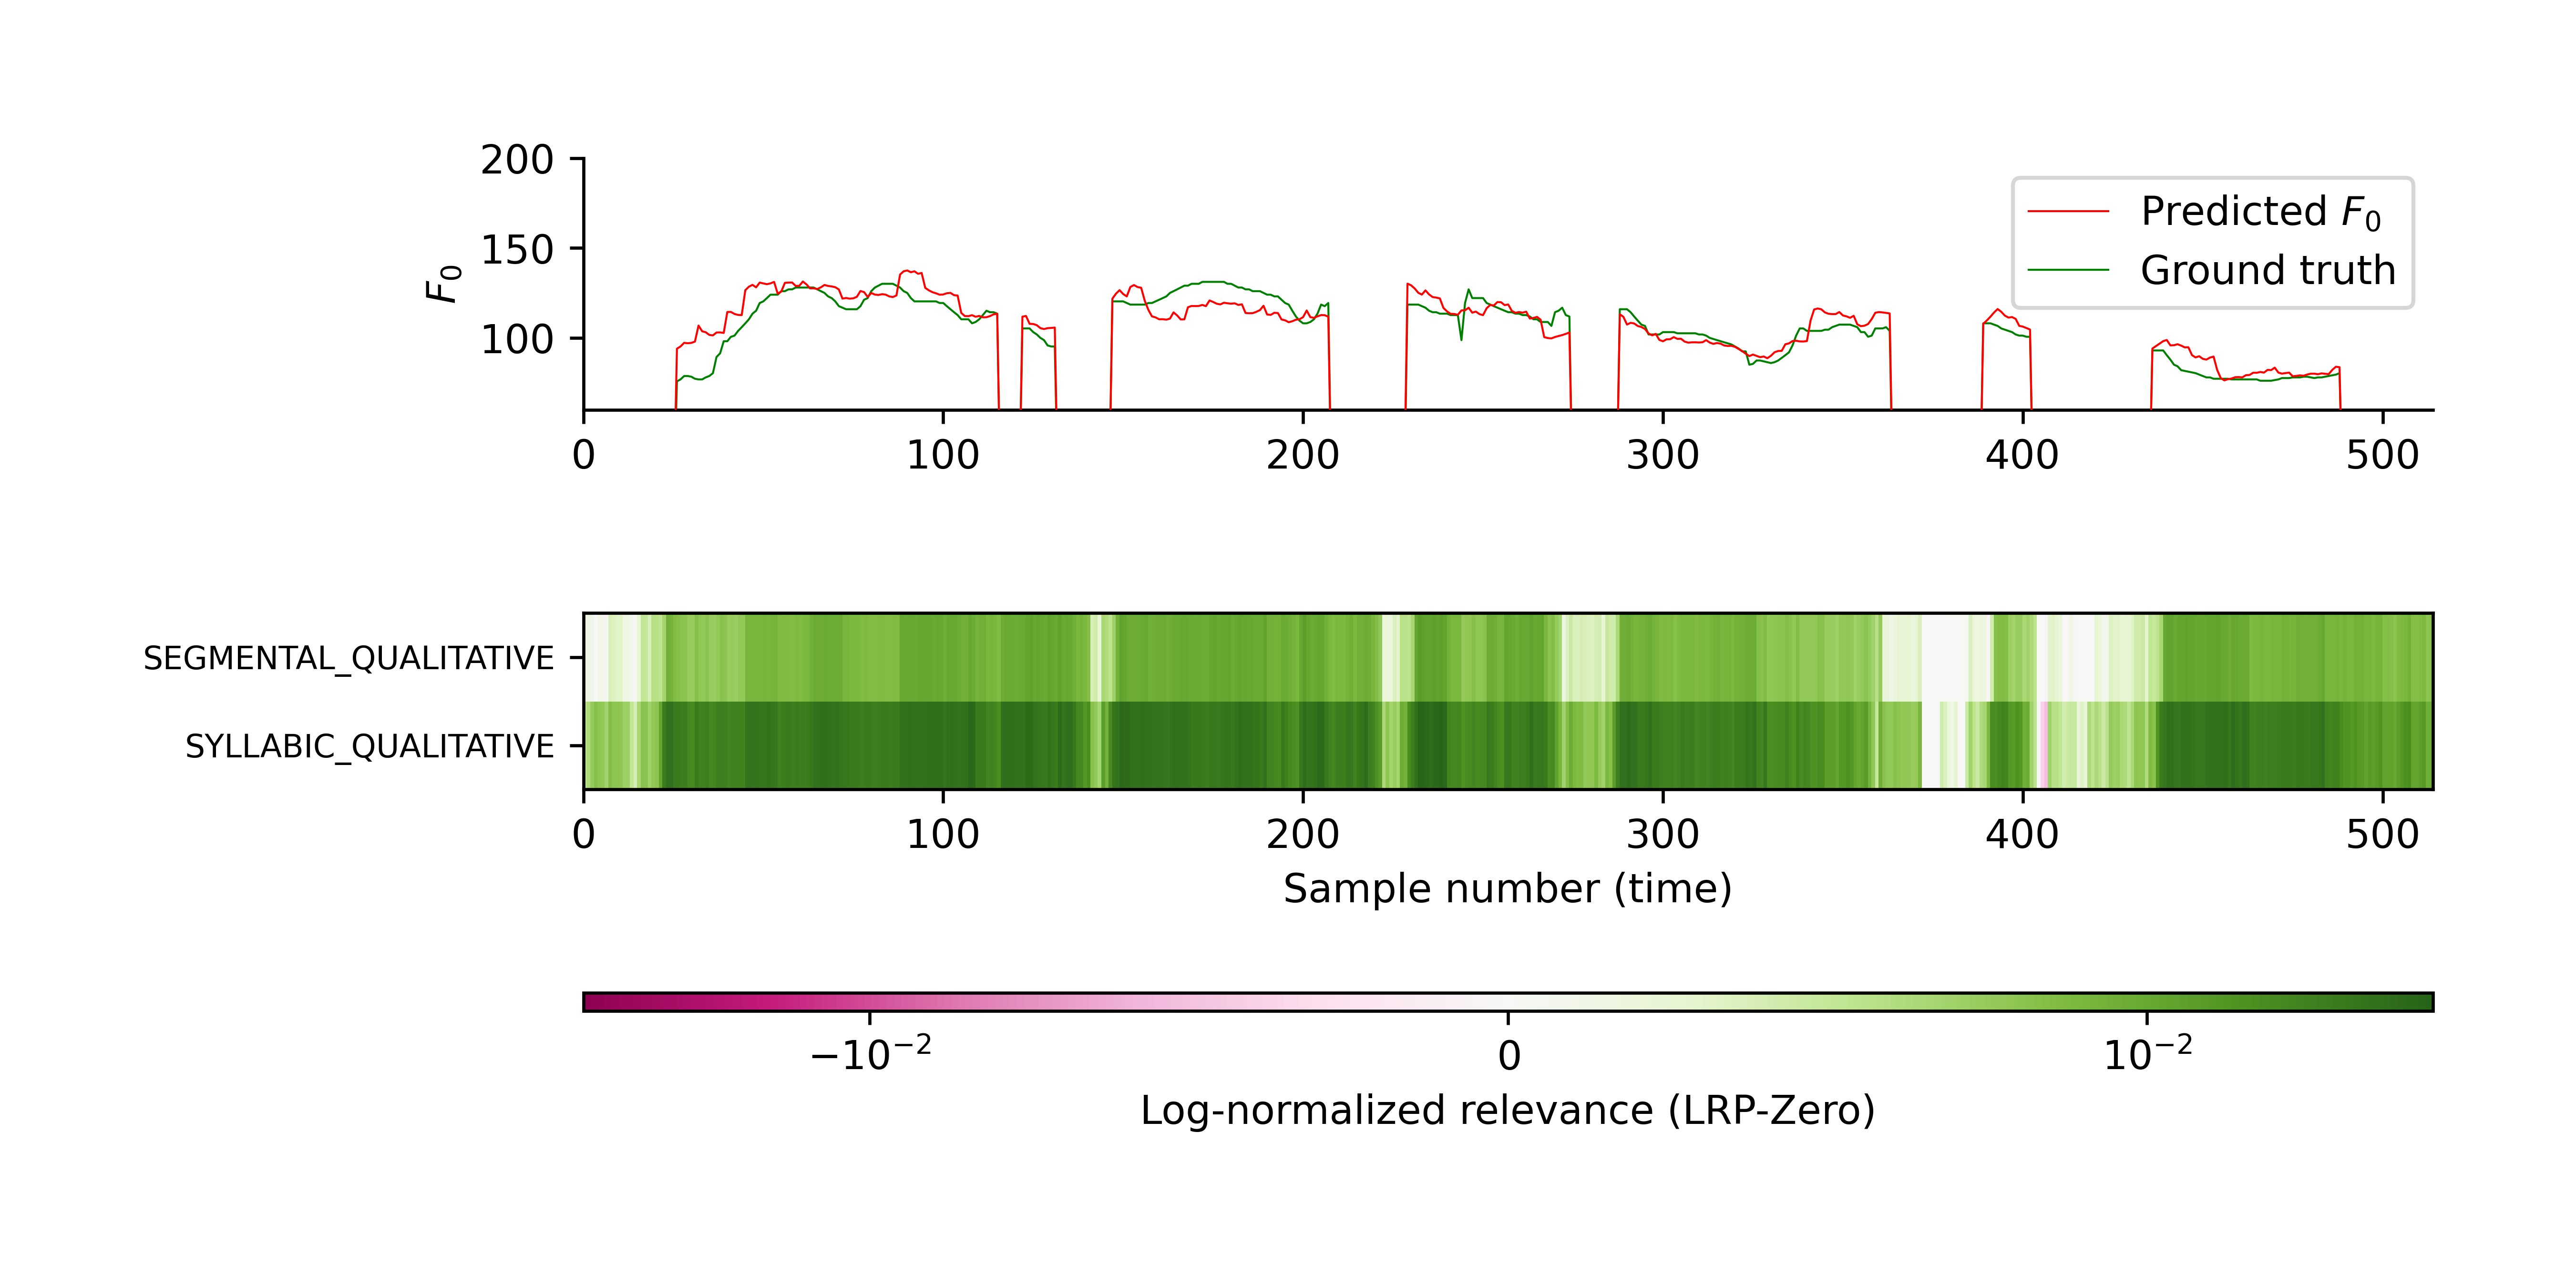 200
150
100
F₀
Predicted F₀
Ground truth
0 100 200 300 400 500
SEGMENTAL_QUALITATIVE
SYLLABIC_QUALITATIVE
0 100 200 300 400 500
Sample number (time)
−10⁻² 0 10⁻²
Log-normalized relevance (LRP-Zero)